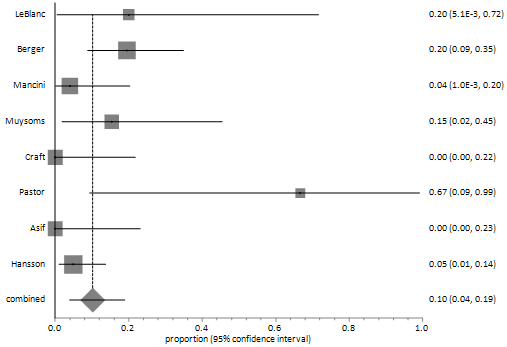 LeBlanc 0.20 (5.1E-3, 0.72)
Berger 0.20 (0.09, 0.35)
Mancini 0.04 (1.0E-3, 0.20)
Muysoms 0.15 (0.02, 0.45)
Craft 0.00 (0.00, 0.22)
Pastor 0.67 (0.09, 0.99)
Asif 0.00 (0.00, 0.23)
Hansson 0.05 (0.01, 0.14)
combined 0.10 (0.04, 0.19)
0.0 0.2 0.4 0.6 0.8 1.0
proportion (95% confidence interval)